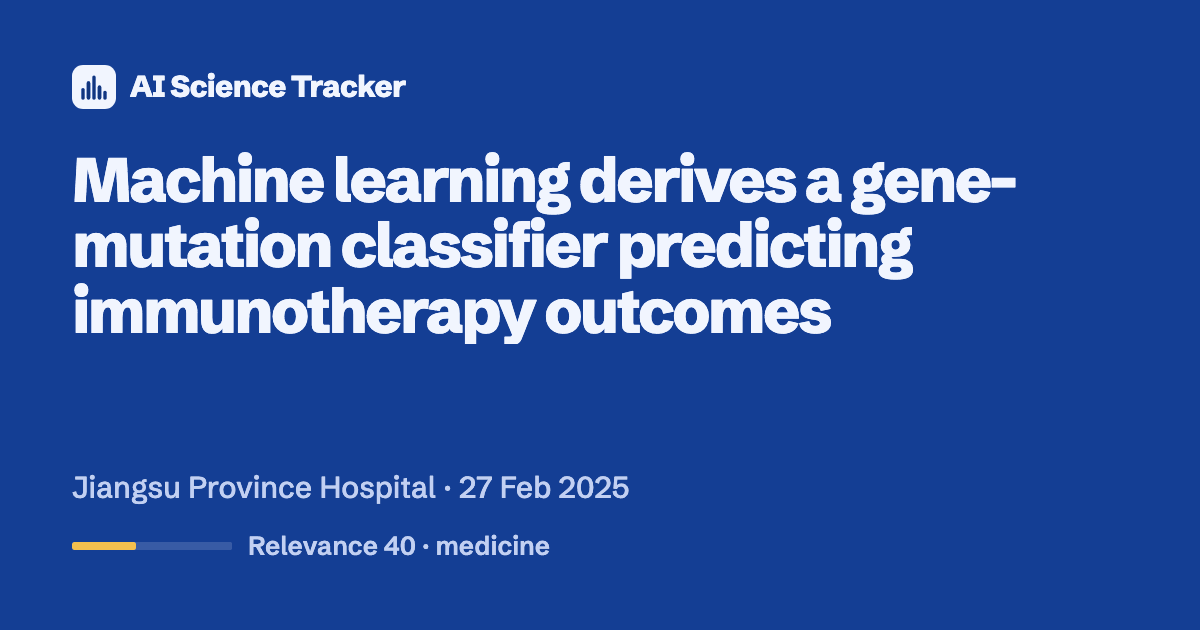 AI Science Tracker
Machine learning derives a gene-
mutation classifier predicting
immunotherapy outcomes
Jiangsu Province Hospital · 27 Feb 2025
Relevance 40 · medicine